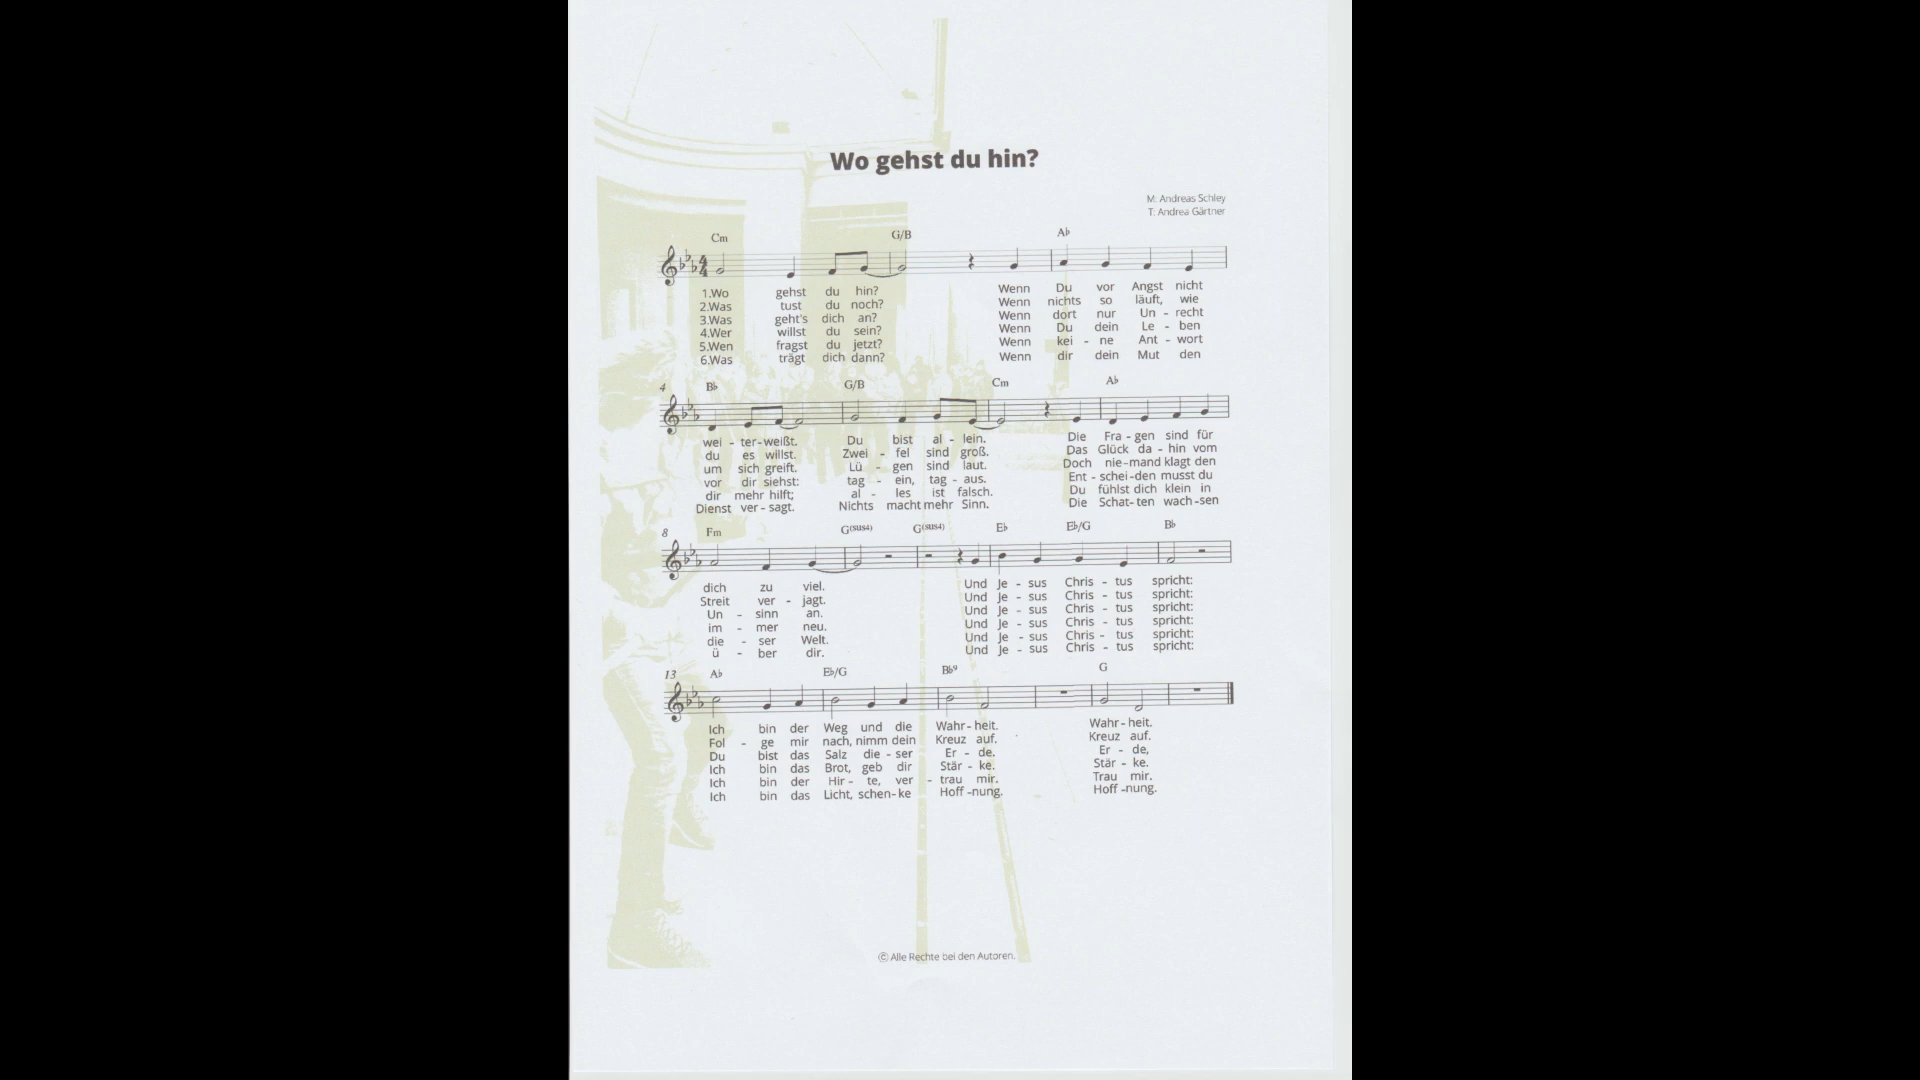 Wo gehst du hin?
M: Andreas Schley
T: Andrea Gärtner
Cm G/B A♭
1.Wo gehst du hin? Wenn Du vor Angst nicht
2.Was tust du noch? Wenn nichts so läuft, wie
3.Was geht's dich an? Wenn dort nur Un - recht
4.Wer willst du sein? Wenn Du dein Le - ben
5.Wen fragst du jetzt? Wenn kei - ne Ant - wort
6.Was trägt dich dann? Wenn dir dein Mut den
4 B♭ G/B Cm A♭
wei - ter-weißt. Du bist al - lein. Die Fra - gen sind für
du es willst. Zwei - fel sind groß. Das Glück da - hin vom
um sich greift. Lü - gen sind laut. Doch nie-mand klagt den
vor dir siehst: tag - ein, tag - aus. Ent - schei-den musst du
dir mehr hilft; al - les ist falsch. Du fühlst dich klein in
Dienst ver - sagt. Nichts macht mehr Sinn. Die Schat- ten wach-sen
8 Fm G(sus4) G(sus4) E♭ E♭/G B♭
dich zu viel. Und Je - sus Chris - tus spricht:
Streit ver - jagt. Und Je - sus Chris - tus spricht:
Un - sinn an. Und Je - sus Chris - tus spricht:
im - mer neu. Und Je - sus Chris - tus spricht:
die - ser Welt. Und Je - sus Chris - tus spricht:
ü - ber dir. Und Je - sus Chris - tus spricht:
13 A♭ E♭/G B♭9 G
Ich bin der Weg und die Wahr- heit. Wahr- heit.
Fol - ge mir nach, nimm dein Kreuz auf. Kreuz auf.
Du bist das Salz die - ser Er - de. Er - de,
Ich bin das Brot, geb dir Stär - ke. Stär - ke.
Ich bin der Hir - te, ver - trau mir. Trau mir.
Ich bin das Licht, schen- ke Hoff -nung. Hoff -nung.
© Alle Rechte bei den Autoren.